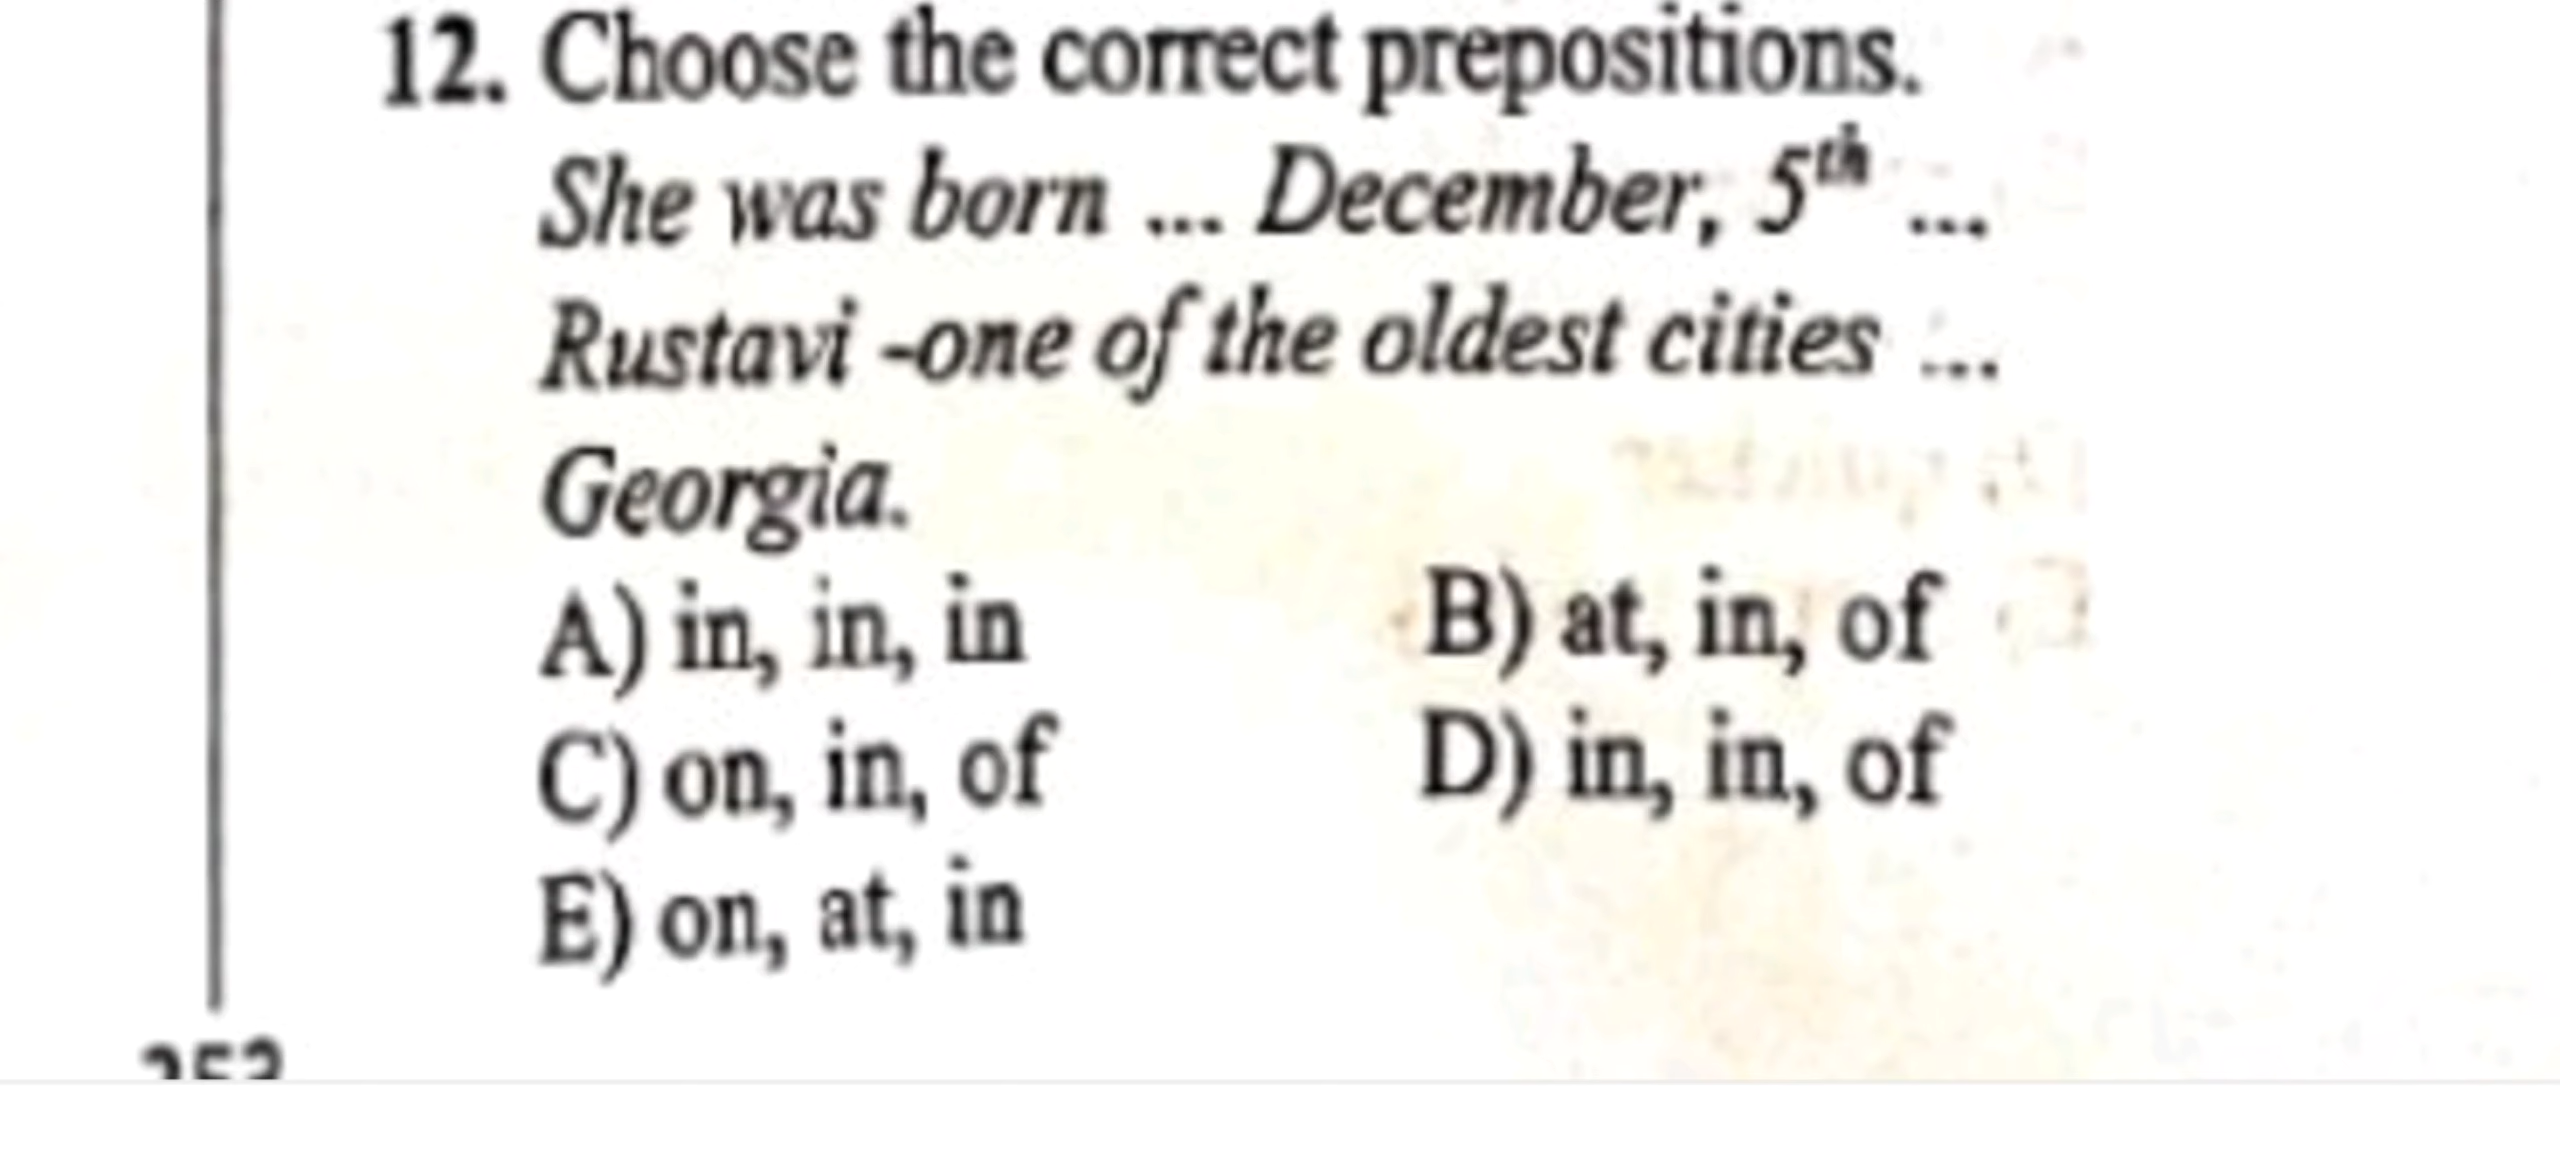 12. Choose the correct prepositions.
She was born ... December, 5th ...
Rustavi -one of the oldest cities ...
Georgia.
A) in, in, in B) at, in, of
C) on, in, of D) in, in, of
E) on, at, in